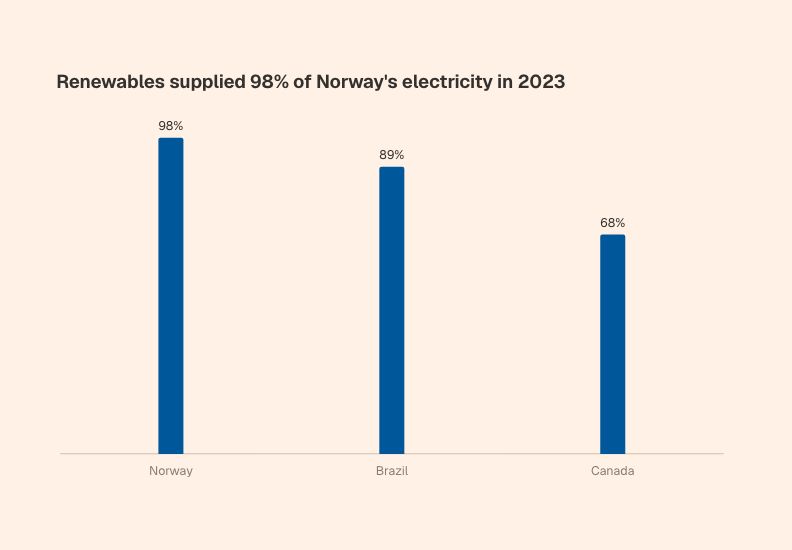 Renewables supplied 98% of Norway's electricity in 2023
98%
89%
68%
Norway
Brazil
Canada